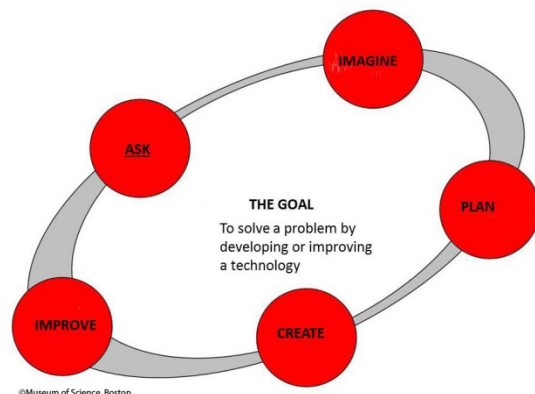 IMAGINE
ASK
PLAN
THE GOAL
To solve a problem by
developing or improving
a technology
IMPROVE
CREATE
©Museum of Science, Boston